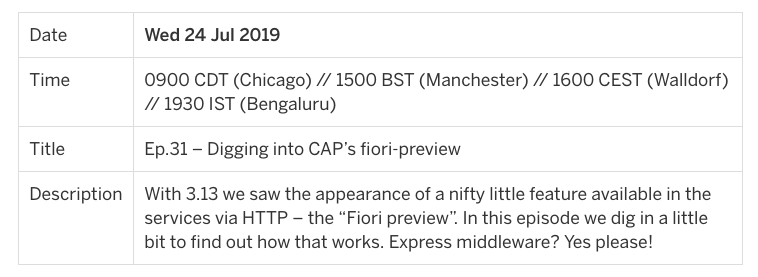 Date
Wed 24 Jul 2019
Time
0900 CDT (Chicago) // 1500 BST (Manchester) // 1600 CEST (Walldorf)
// 1930 IST (Bengaluru)
Title
Ep.31 – Digging into CAP’s fiori-preview
Description
With 3.13 we saw the appearance of a nifty little feature available in the
services via HTTP – the “Fiori preview”. In this episode we dig in a little
bit to find out how that works. Express middleware? Yes please!